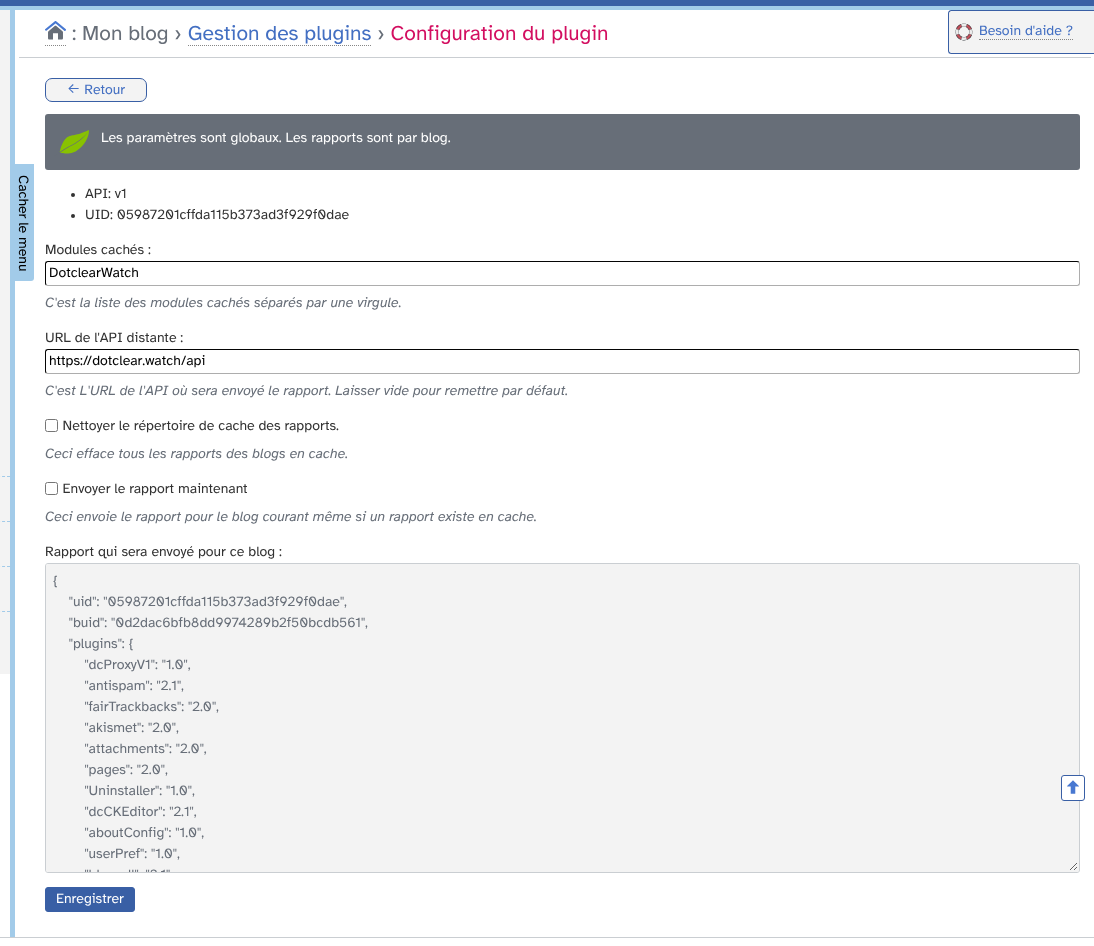 : Mon blog › Gestion des plugins › Configuration du plugin
Besoin d'aide ?
← Retour
Les paramètres sont globaux. Les rapports sont par blog.
Cacher le menu
• API: v1
• UID: 05987201cffda115b373ad3f929f0dae
Modules cachés :
DotclearWatch
C'est la liste des modules cachés séparés par une virgule.
URL de l'API distante :
https://dotclear.watch/api
C'est L'URL de l'API où sera envoyé le rapport. Laisser vide pour remettre par défaut.
Nettoyer le répertoire de cache des rapports.
Ceci efface tous les rapports des blogs en cache.
Envoyer le rapport maintenant
Ceci envoie le rapport pour le blog courant même si un rapport existe en cache.
Rapport qui sera envoyé pour ce blog :
{
"uid": "05987201cffda115b373ad3f929f0dae",
"buid": "0d2dac6bfb8dd9974289b2f50bcdb561",
"plugins": {
"dcProxyV1": "1.0",
"antispam": "2.1",
"fairTrackbacks": "2.0",
"akismet": "2.0",
"attachments": "2.0",
"pages": "2.0",
"Uninstaller": "1.0",
"dcCKEditor": "2.1",
"aboutConfig": "1.0",
"userPref": "1.0",
Enregistrer